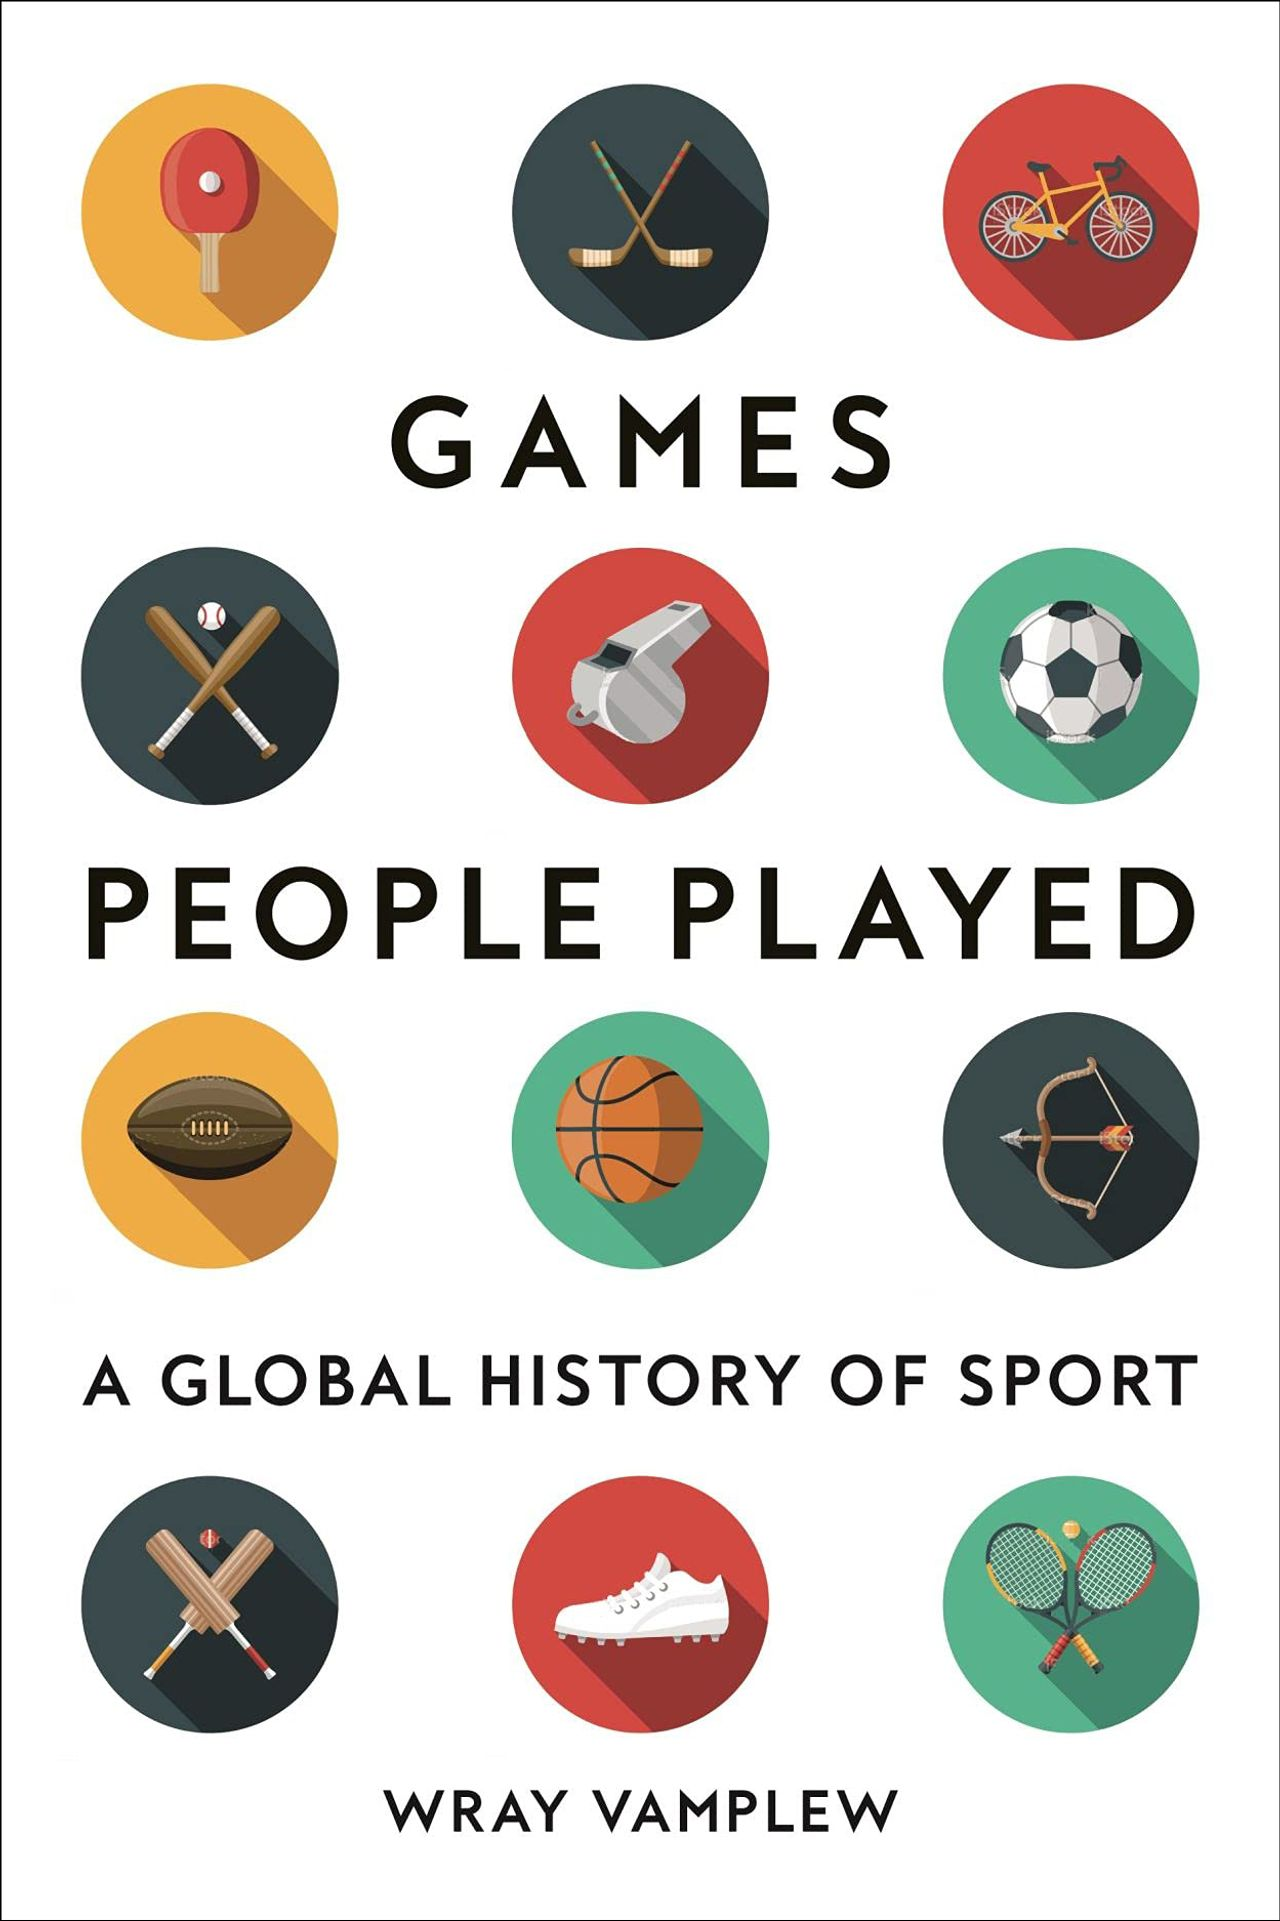 GAMES
PEOPLE PLAYED
A GLOBAL HISTORY OF SPORT
WRAY VAMPLEW